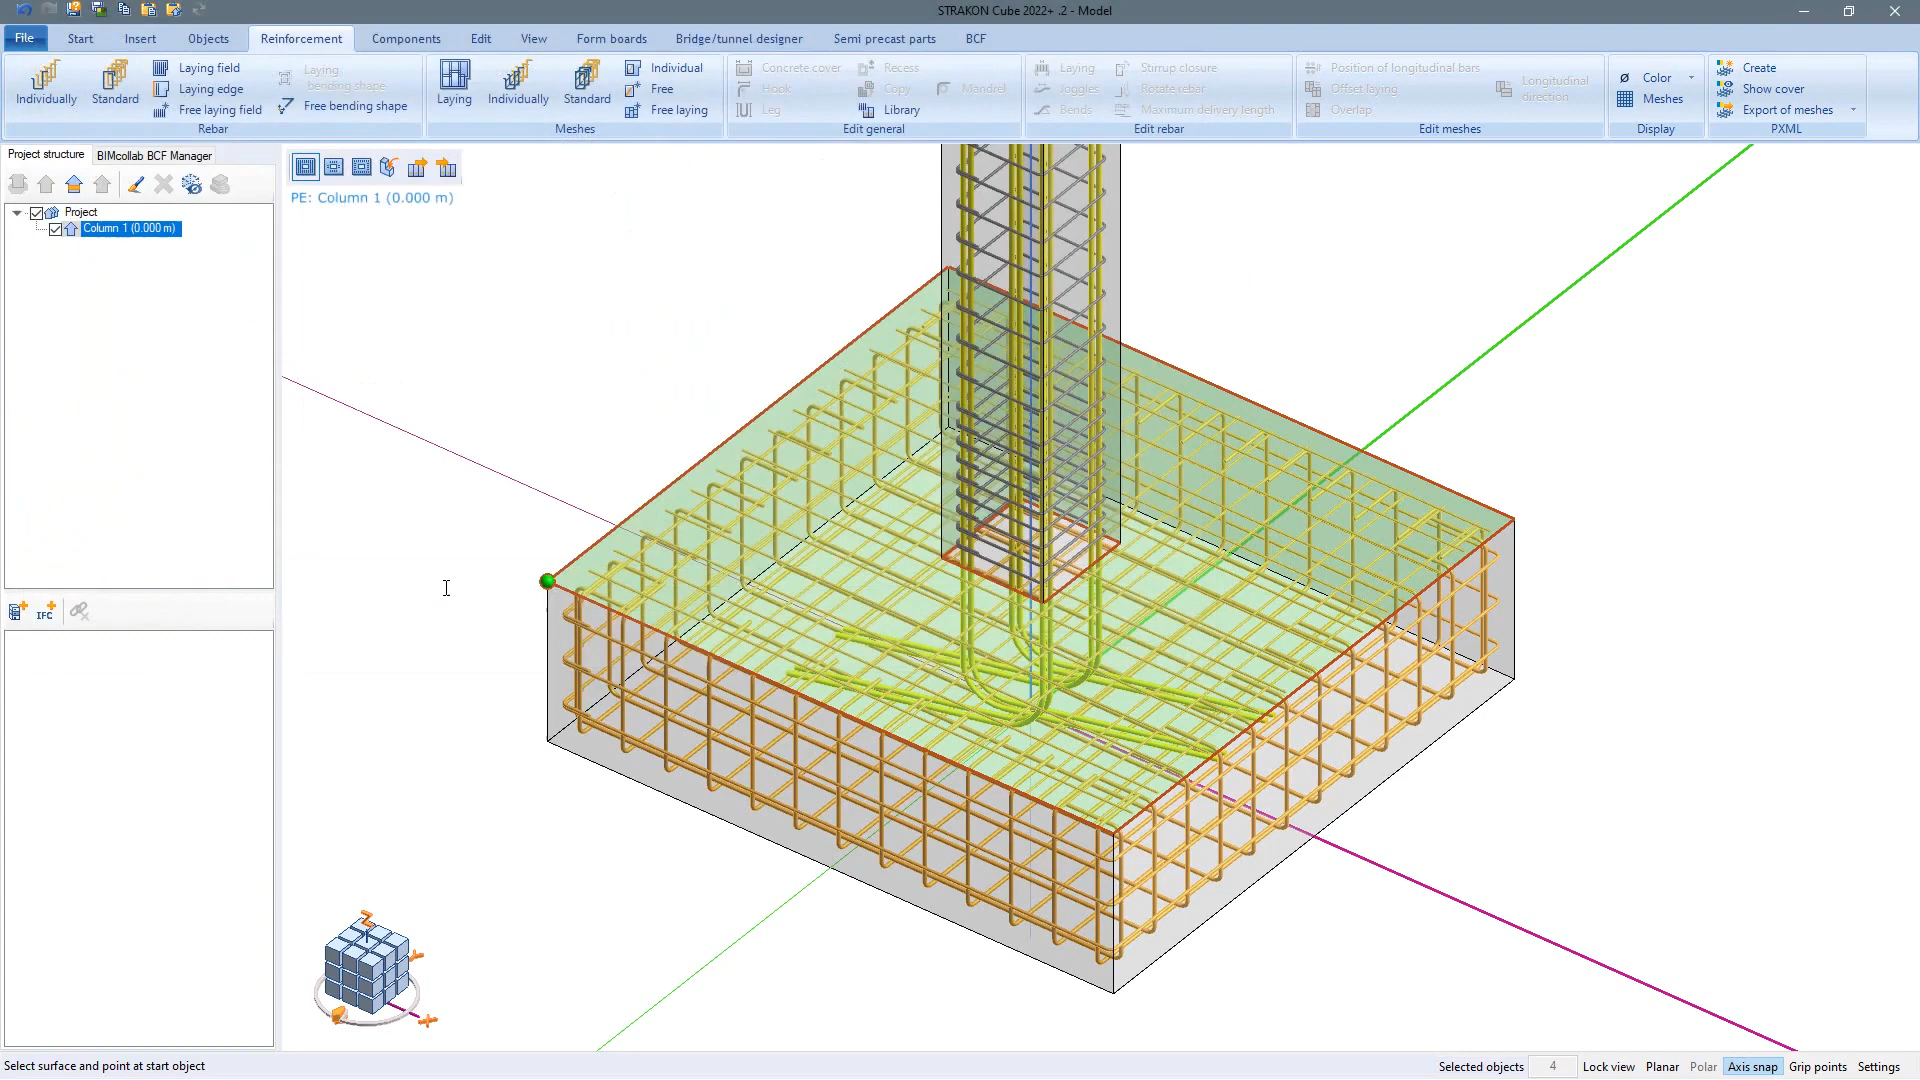 STRAKON Cube 2022+ .2 - Model
File Start Insert Objects Reinforcement Components Edit View Form boards Bridge/tunnel designer Semi precast parts BCF
Individually Standard
Laying field
Laying edge
Free laying field
Laying
bending shape
Free bending shape
Rebar
Laying Individually Standard
Individual
Free
Free laying
Meshes
Concrete cover
Hook
Leg
Recess
Copy
Library
Mandrel
Edit general
Laying
Joggles
Bends
Stirrup closure
Rotate rebar
Maximum delivery length
Edit rebar
Position of longitudinal bars
Offset laying
Overlap
Longitudinal
direction
Edit meshes
Color
Meshes
Display
Create
Show cover
Export of meshes
PXML
Project structure BIMcollab BCF Manager
PE: Column 1 (0.000 m)
Project
Column 1 (0.000 m)
IFC
Z
Select surface and point at start object
Selected objects 4 Lock view Planar Polar Axis snap Grip points Settings